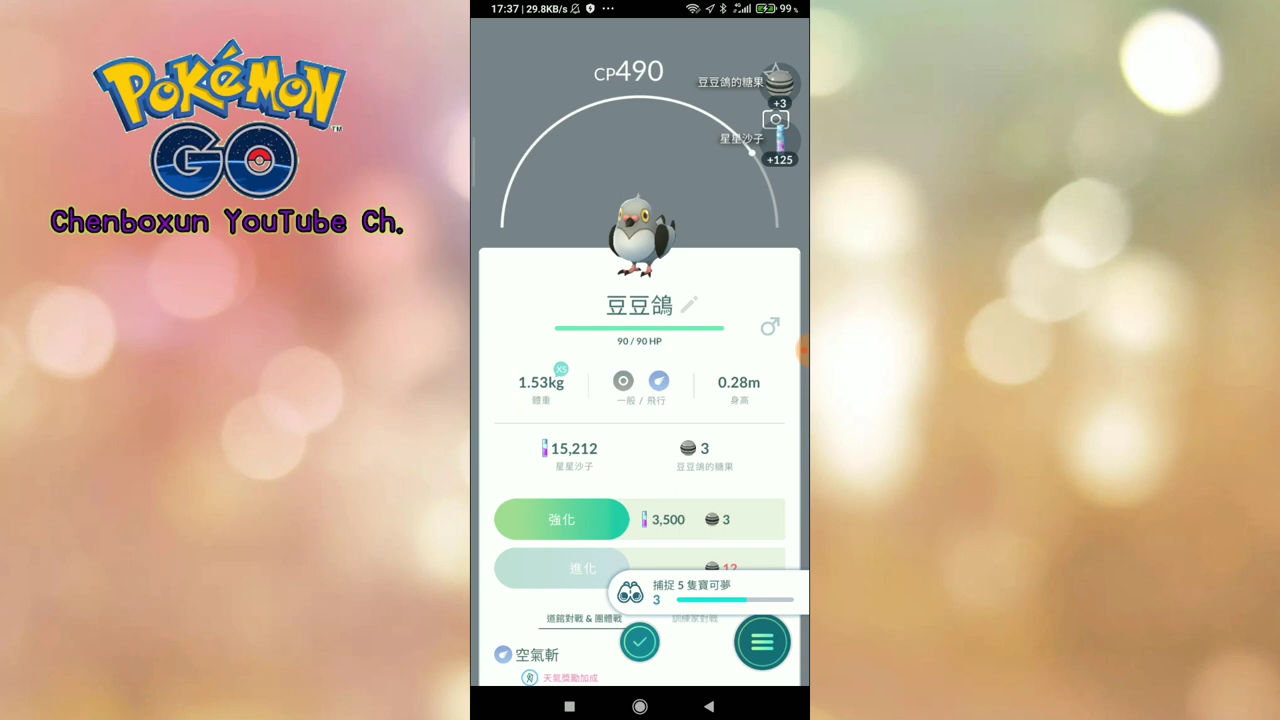 POKÉMON
GO
TM
Chenboxun YouTube Ch.
17:37 | 29.8KB/s
4G
99 %
CP490
豆豆鴿的糖果
+3
星星沙子
+125
豆豆鴿
90 / 90 HP
XS
1.53kg
體重
一般 / 飛行
0.28m
身高
15,212
星星沙子
3
豆豆鴿的糖果
強化
3,500
3
進化
12
捕捉 5 隻寶可夢
3
道館對戰 & 團體戰
訓練家對戰
空氣斬
天氣獎勵加成